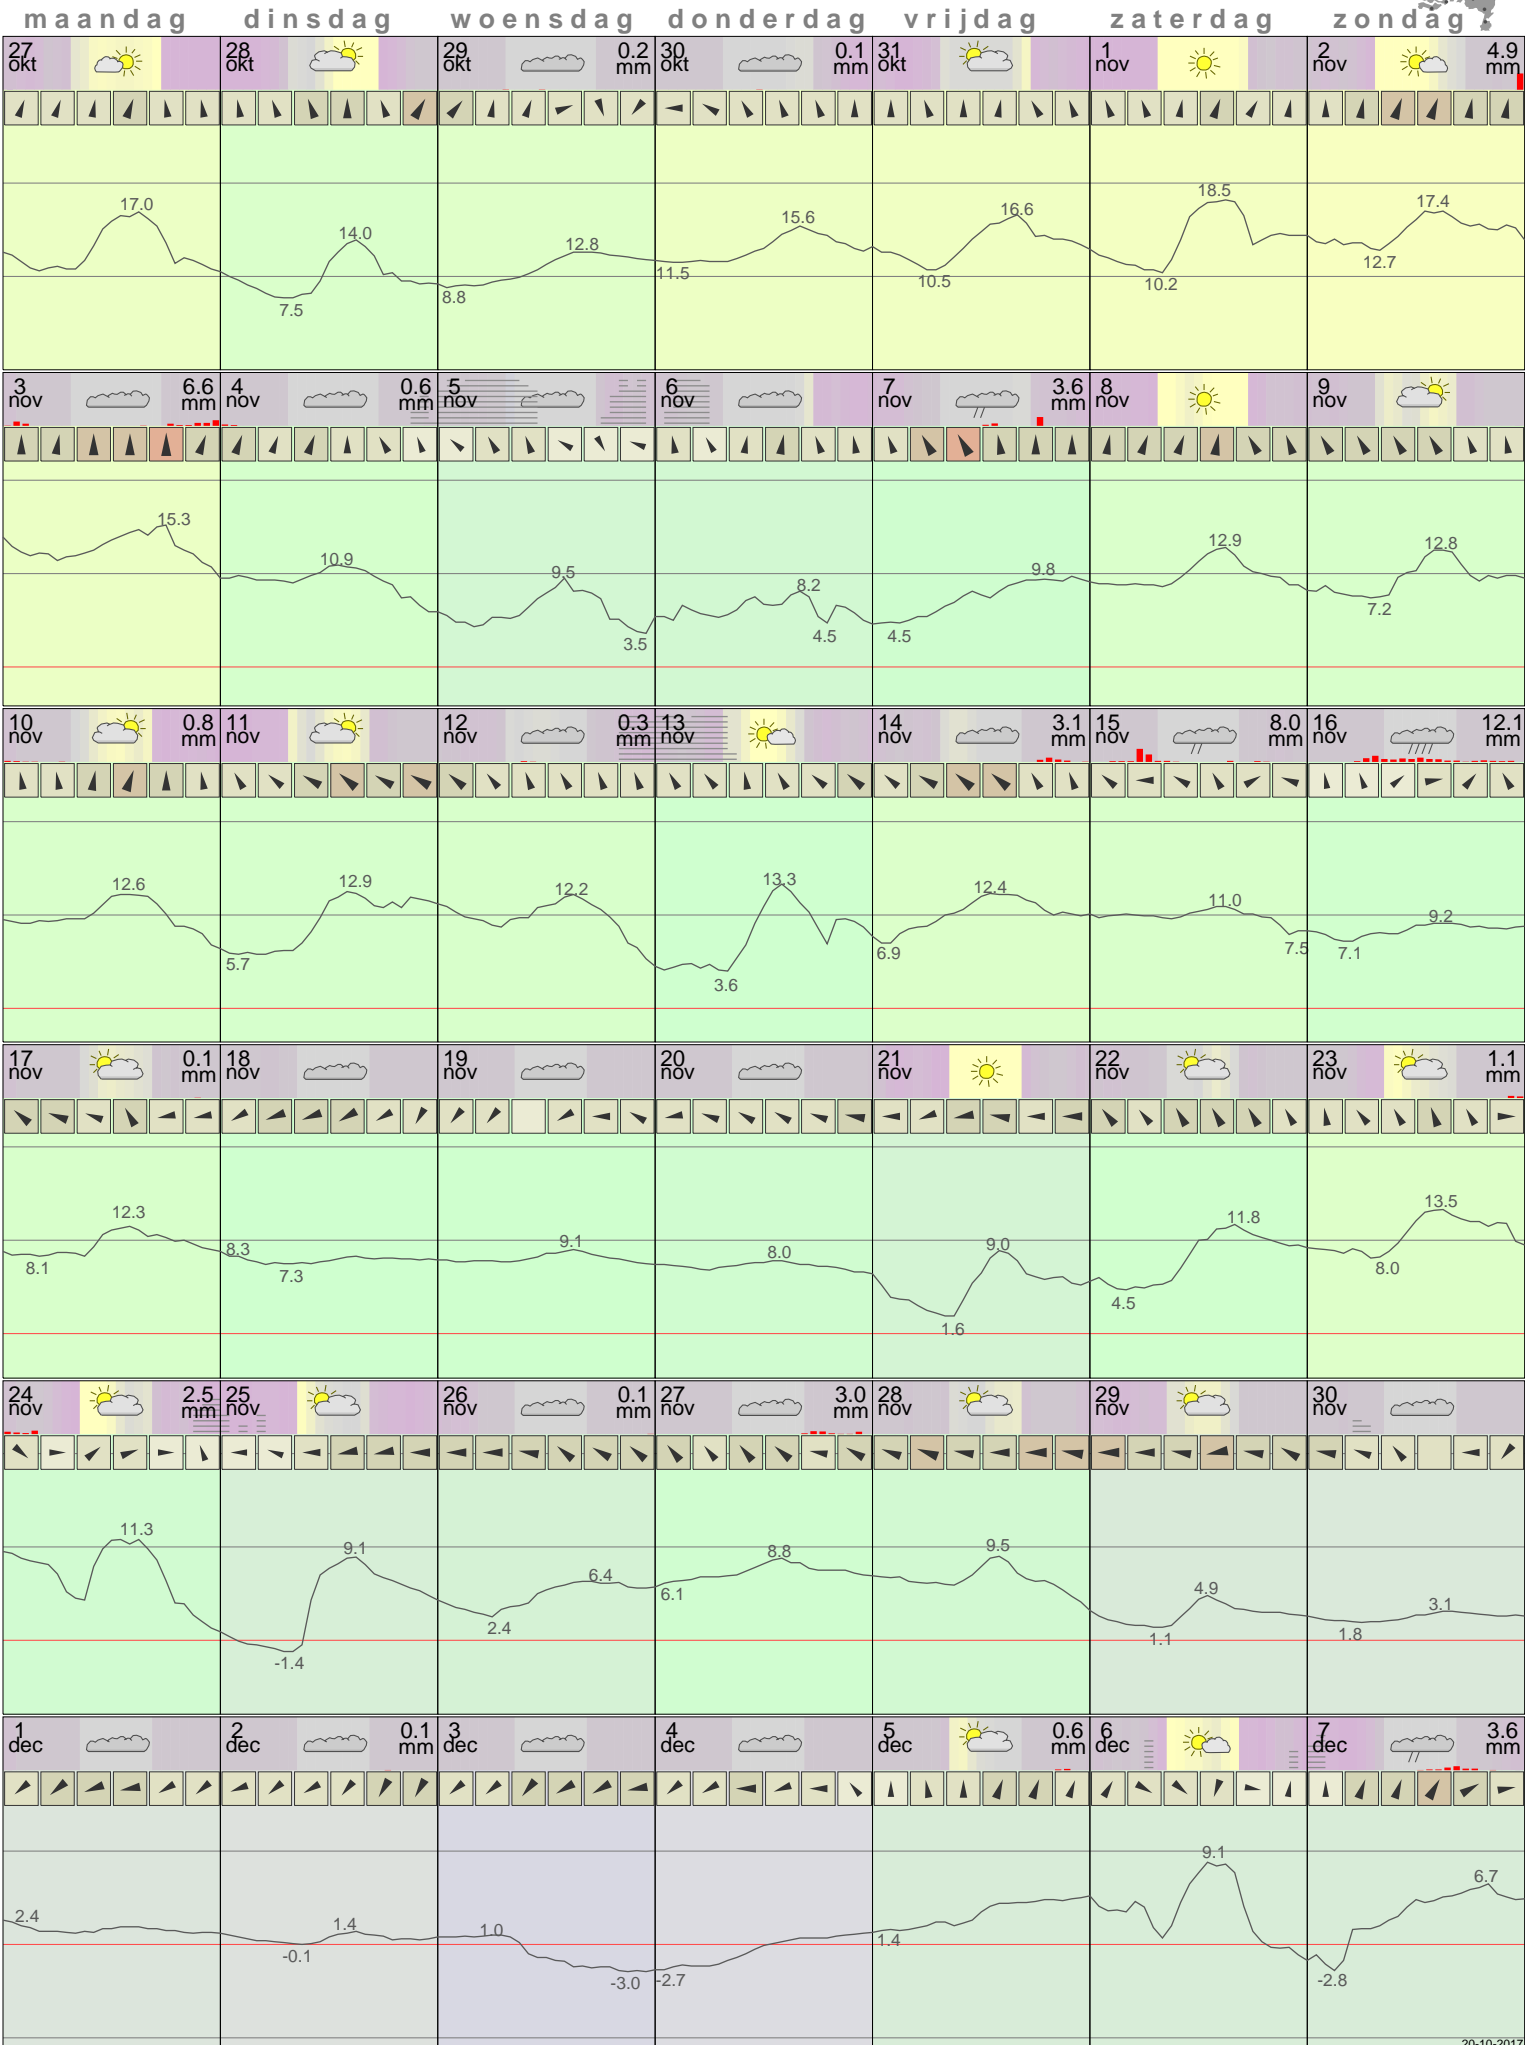 maandag dinsdag woensdag donderdag vrijdag zaterdag zondag
27 28 29 0.2 30 0.1 31 1 2 4.9
okt okt okt mm okt mm okt nov nov mm
17.0 14.0 12.8 15.6 16.6 18.5 17.4
7.5 8.8 11.5 10.5 10.2 12.7
3 6.6 4 0.6 5 6 7 3.6 8 9
nov mm nov mm nov nov nov mm nov nov
15.3 10.9 9.5 8.2 9.8 12.9 12.8
3.5 4.5 4.5 7.2
10 0.8 11 12 0.3 13 14 3.1 15 8.0 16 12.1
nov mm nov nov mm nov nov mm nov mm nov mm
12.6 12.9 12.2 13.3 12.4 11.0 9.2
5.7 3.6 6.9 7.5 7.1
17 0.1 18 19 20 21 22 23 1.1
nov mm nov nov nov nov nov nov mm
12.3 8.3 9.1 8.0 9.0 11.8 13.5
8.1 7.3 1.6 4.5 8.0
24 2.5 25 26 0.1 27 3.0 28 29 30
nov mm nov nov mm nov mm nov nov nov
11.3 9.1 6.4 8.8 9.5 4.9 3.1
-1.4 2.4 6.1 1.1 1.8
1 2 0.1 3 4 5 0.6 6 7 3.6
dec dec mm dec dec dec mm dec dec mm
2.4 1.4 1.0 9.1 6.7
-0.1 -3.0 -2.7 1.4 -2.8
20-10-2017